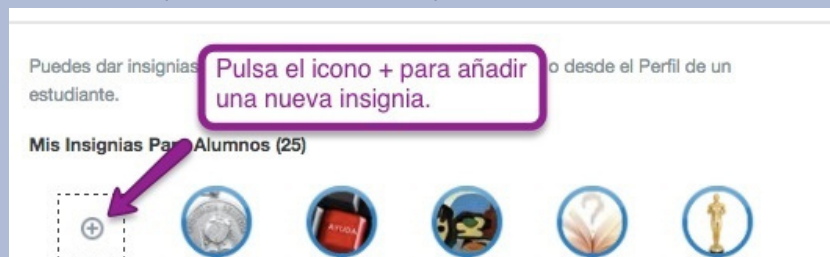 Puedes dar insignias
Pulsa el icono + para añadir
una nueva insignia.
o desde el Perfil de un
estudiante.
Mis Insignias Para Alumnos (25)
AYUDA